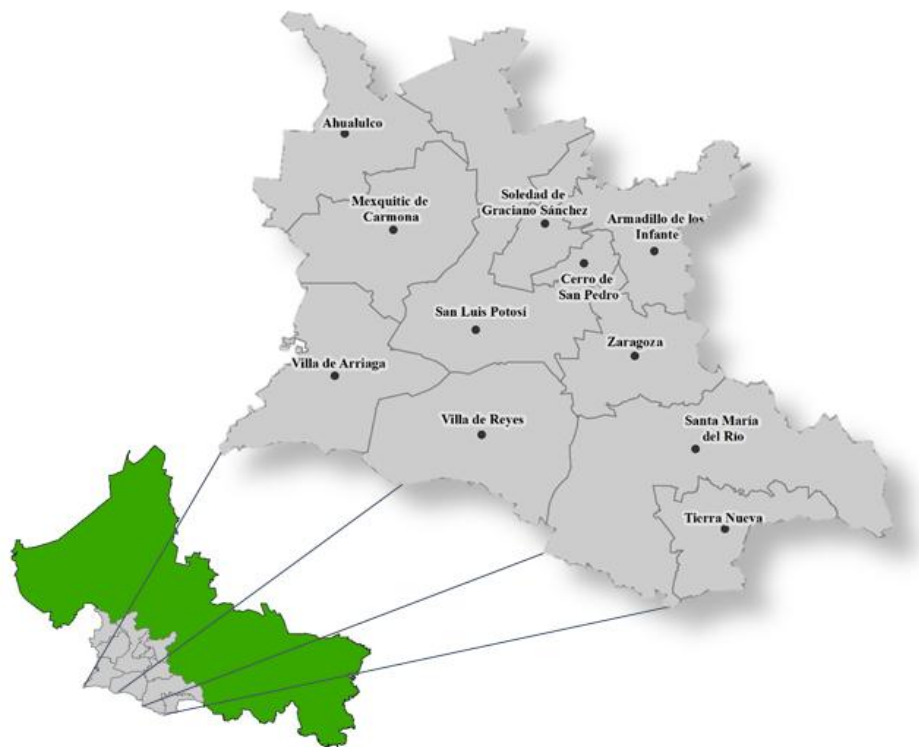 Ahualulco
Mexquitic de
Carmona
Soledad de
Graciano Sánchez
Armadillo de los
Infante
Cerro de
San Pedro
San Luis Potosí
Zaragoza
Villa de Arriaga
Villa de Reyes
Santa María
del Río
Tierra Nueva